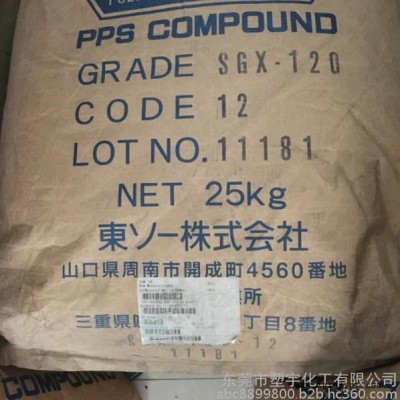 PPS COMPOUND
GRADE SGX-120
CODE 12
LOT NO. 11181
NET 25kg
東ソー株式会社
山口県周南市開成町4560番地
業所
三重県 丁目8番地
11181 12
COMPOUND
东莞市塑宇化工有限公司
abc8899800.b2b.hc360.com